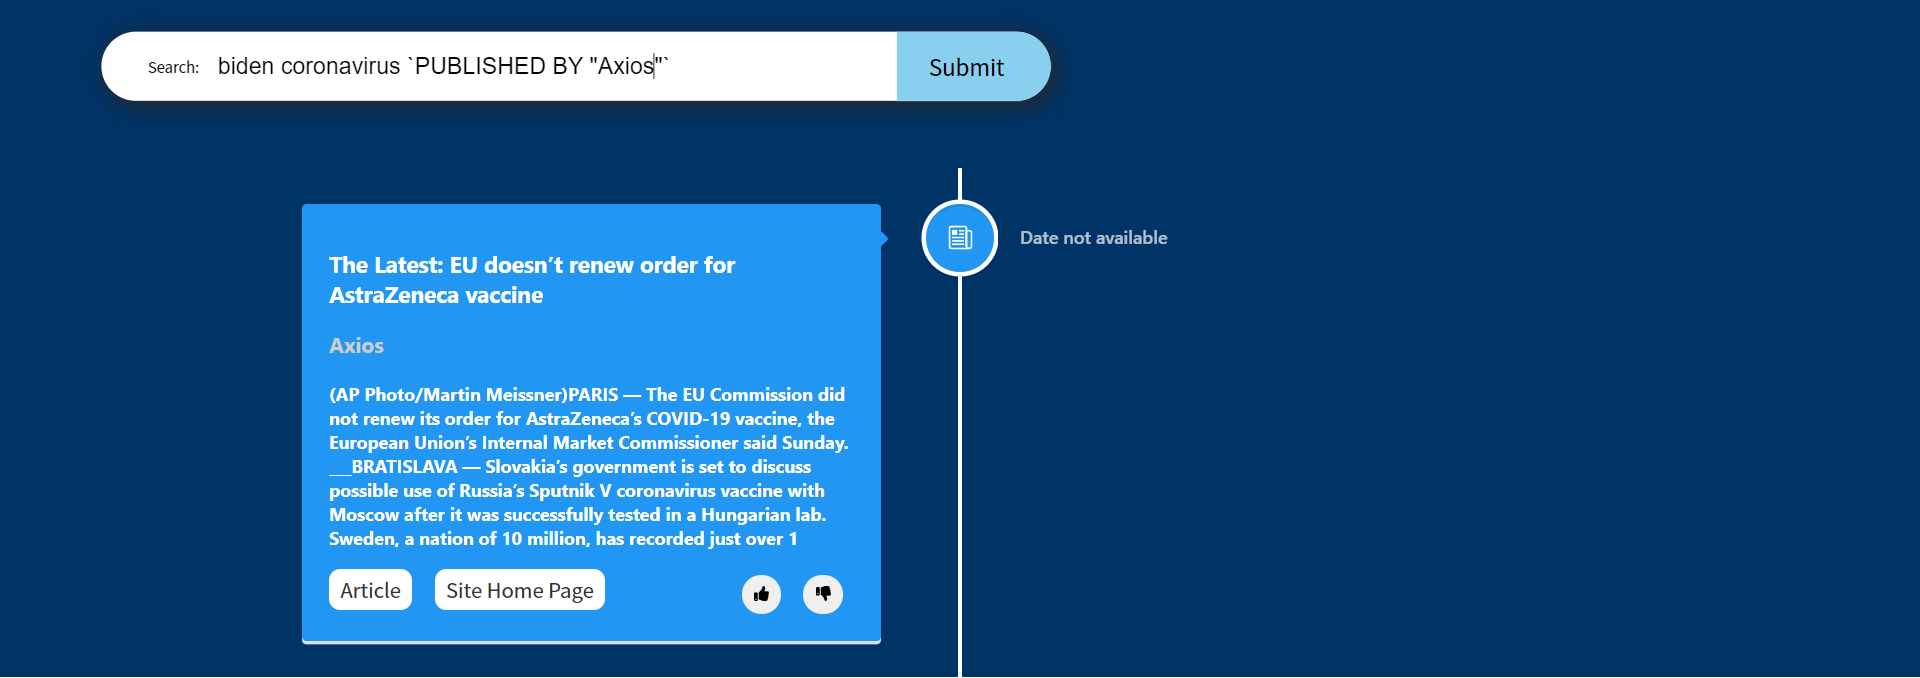 Search: biden coronavirus `PUBLISHED BY "Axios"`
Submit
The Latest: EU doesn’t renew order for
AstraZeneca vaccine
Date not available
Axios
(AP Photo/Martin Meissner)PARIS — The EU Commission did
not renew its order for AstraZeneca’s COVID-19 vaccine, the
European Union’s Internal Market Commissioner said Sunday.
___BRATISLAVA — Slovakia’s government is set to discuss
possible use of Russia’s Sputnik V coronavirus vaccine with
Moscow after it was successfully tested in a Hungarian lab.
Sweden, a nation of 10 million, has recorded just over 1
Article
Site Home Page